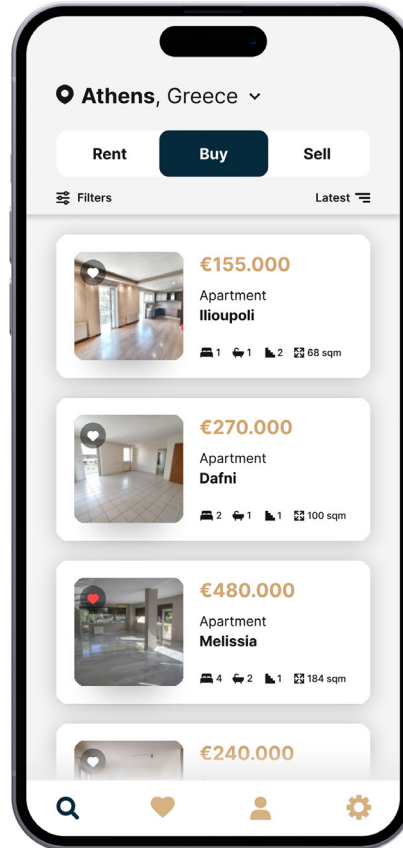 Athens, Greece
Rent Buy Sell
Filters Latest
€155.000
Apartment
Ilioupoli
1 1 2 68 sqm
€270.000
Apartment
Dafni
2 1 1 100 sqm
€480.000
Apartment
Melissia
4 2 1 184 sqm
€240.000